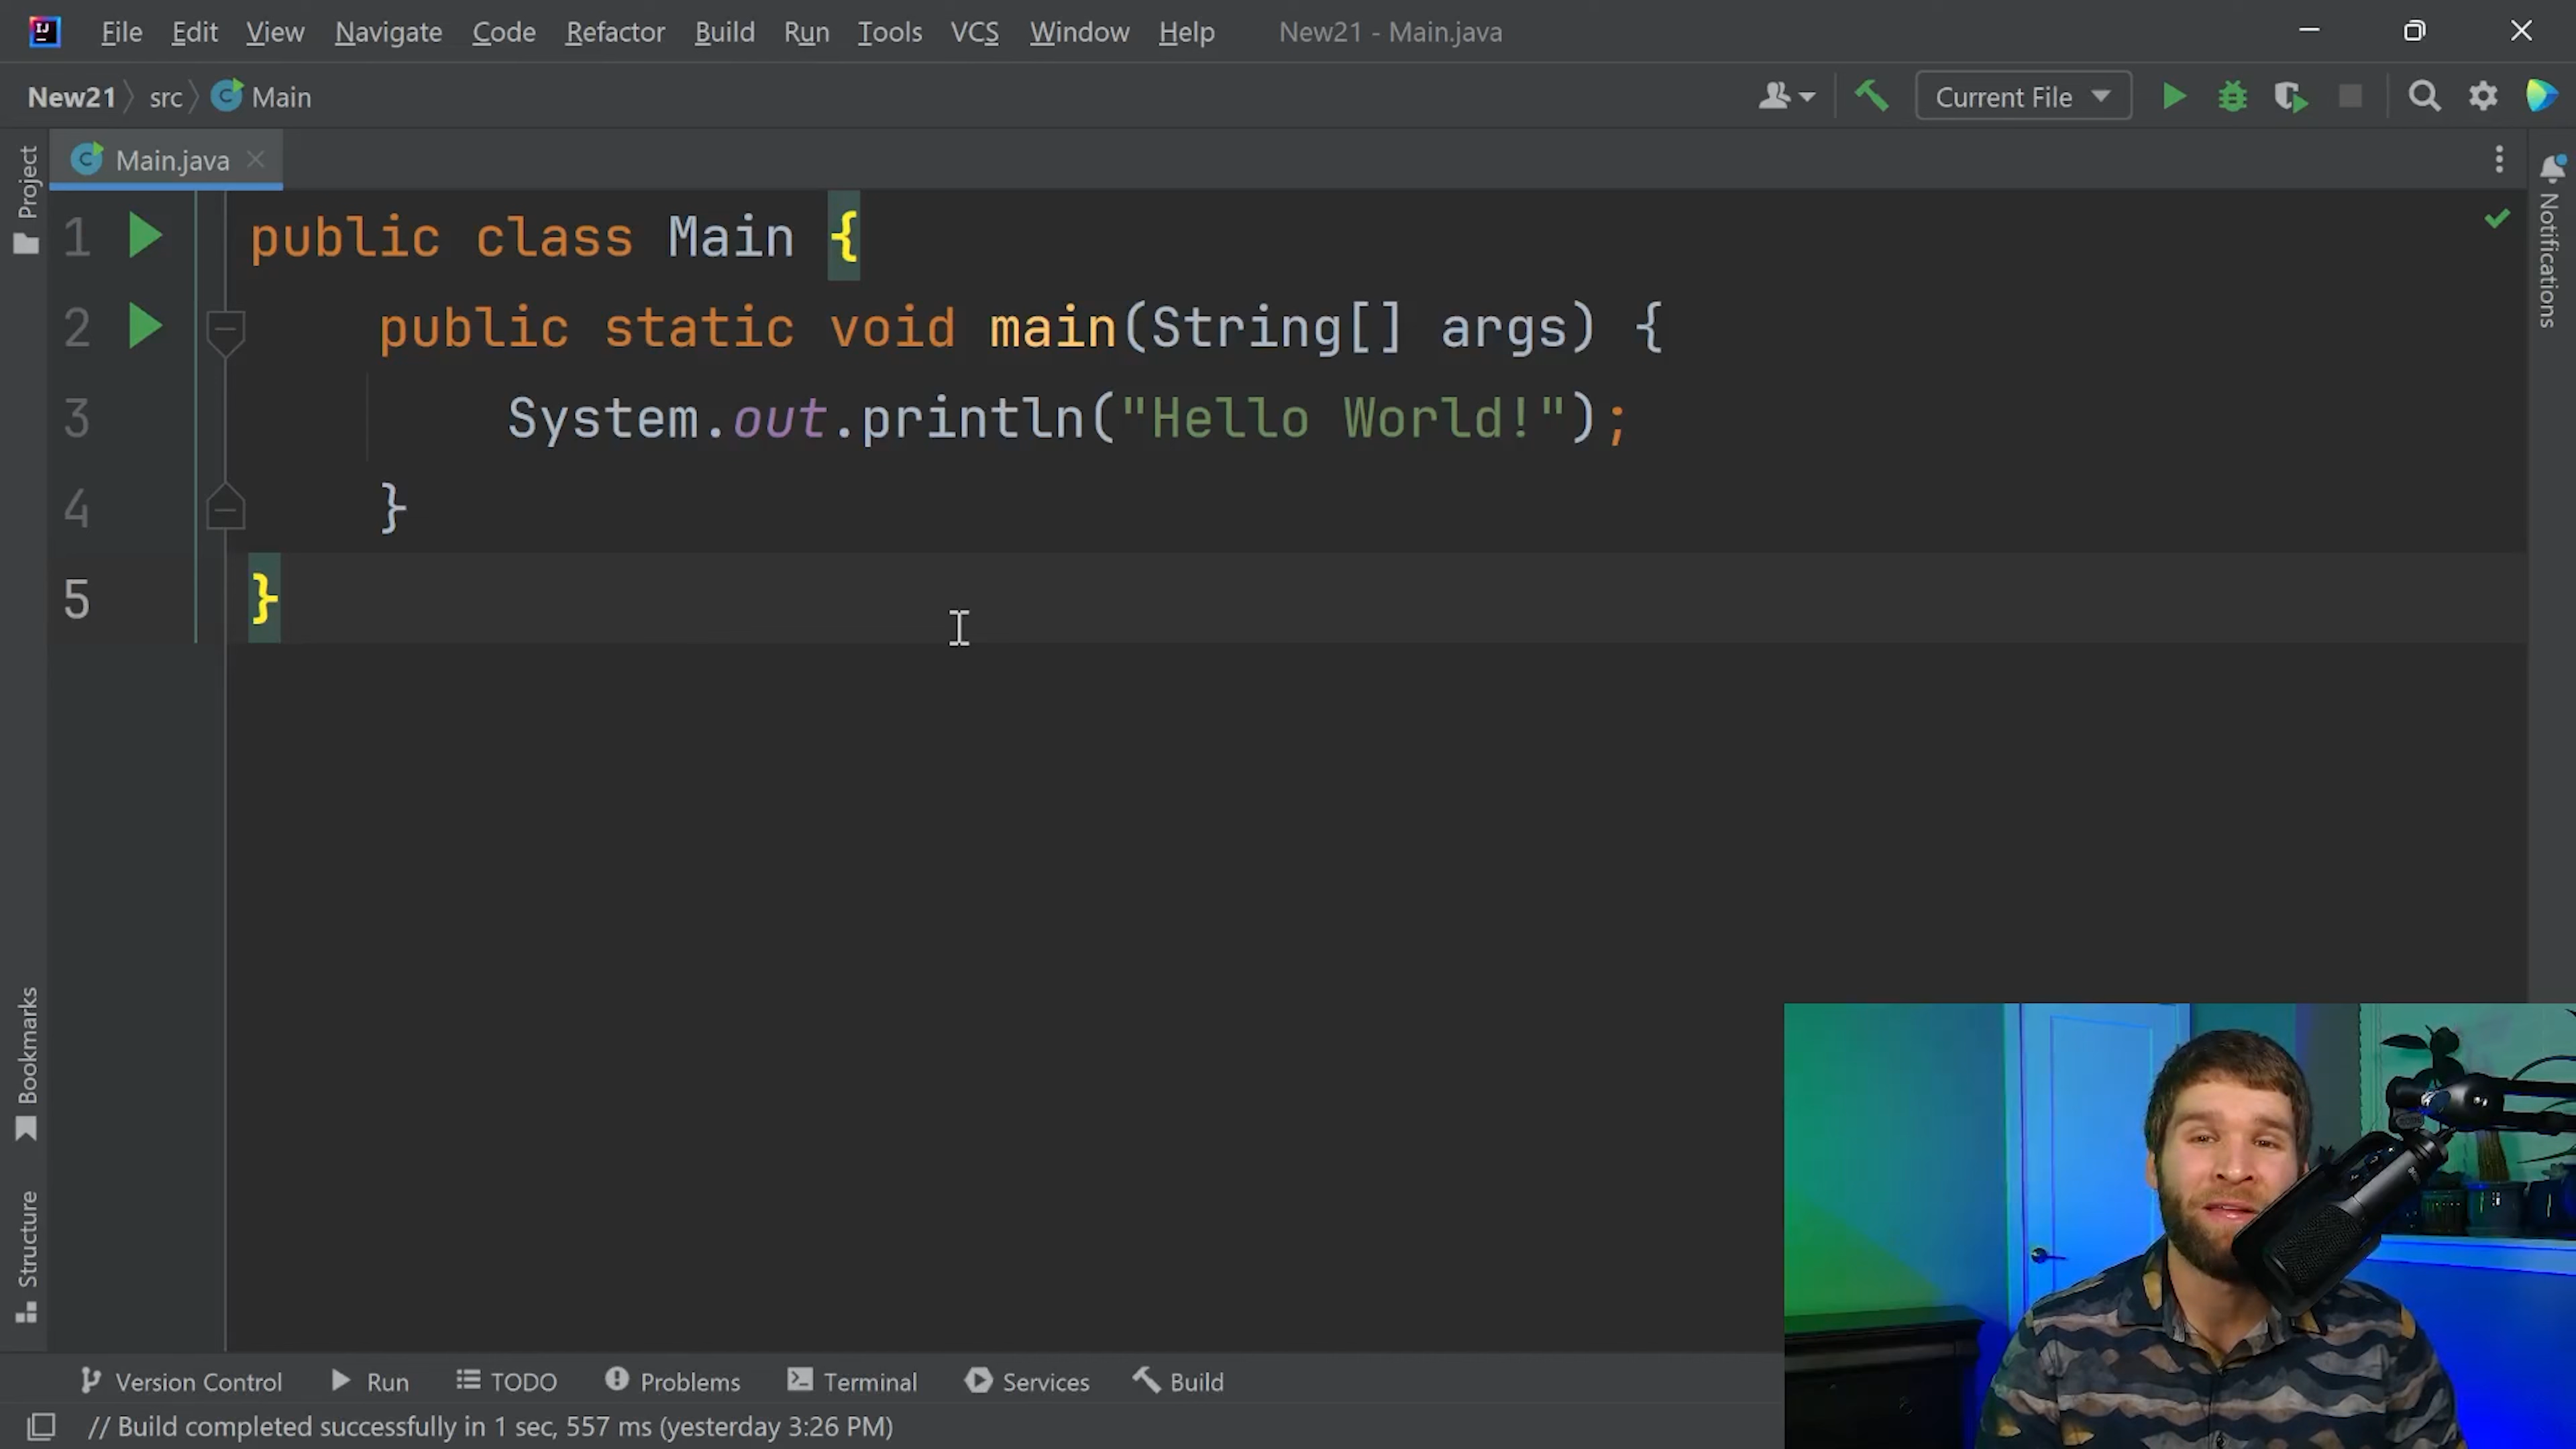 File Edit View Navigate Code Refactor Build Run Tools VCS Window Help New21 - Main.java
New21 src Main Current File
Main.java
Project
Notifications
1 public class Main {
2 public static void main(String[] args) {
3 System.out.println("Hello World!");
4 }
5 }
Bookmarks
Structure
Version Control Run TODO Problems Terminal Services Build
// Build completed successfully in 1 sec, 557 ms (yesterday 3:26 PM)